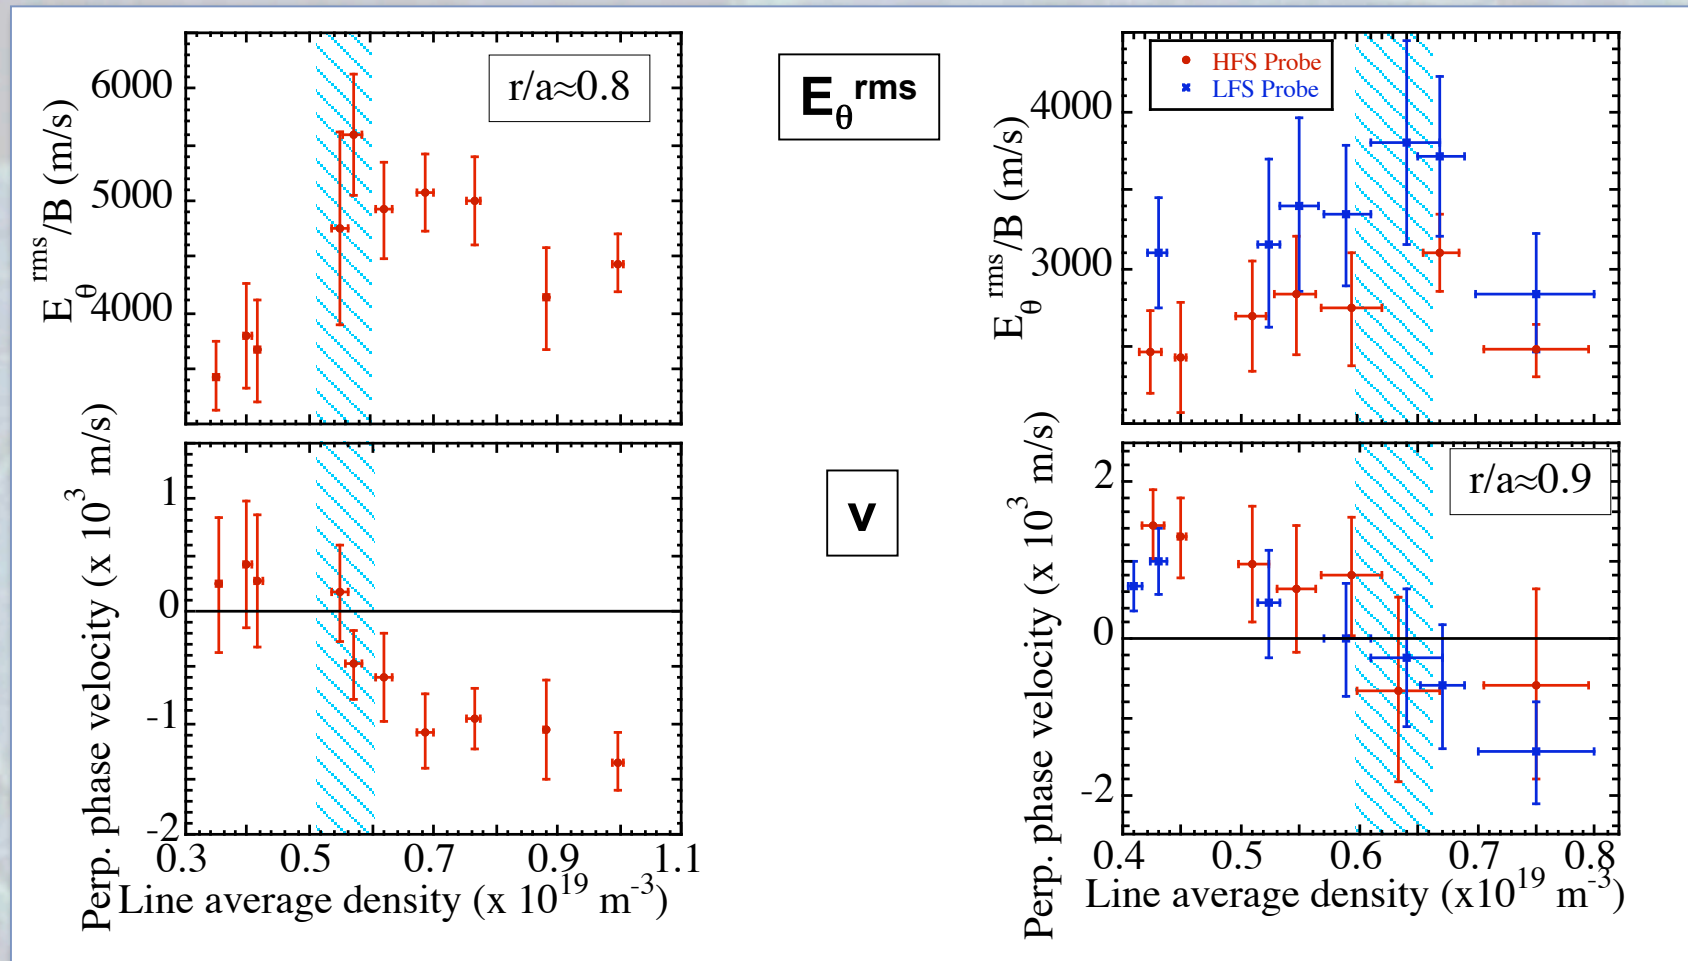 6000
5000
4000
E_θ^rms/B (m/s)
r/a≈0.8
E_θ^rms
4000
3000
E_θ^rms/B (m/s)
HFS Probe
LFS Probe
1
0
-1
-2
Perp. phase velocity (x 10^3 m/s)
0.3 0.5 0.7 0.9 1.1
Line average density (x 10^19 m^-3)
v
2
0
-2
Perp. phase velocity (x 10^3 m/s)
r/a≈0.9
0.4 0.5 0.6 0.7 0.8
Line average density (x10^19 m^-3)